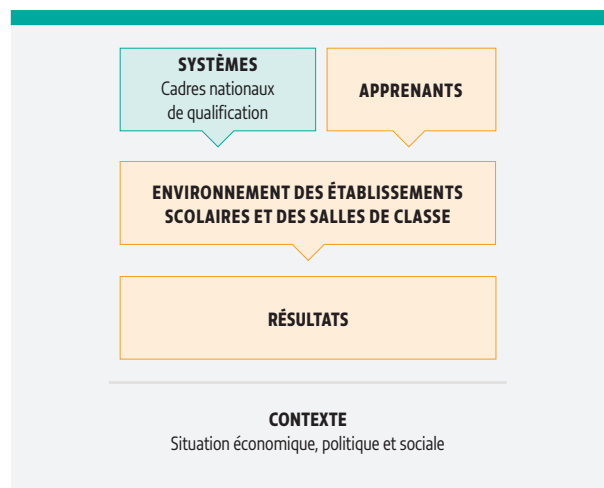 SYSTÈMES
Cadres nationaux
de qualification
APPRENANTS
ENVIRONNEMENT DES ÉTABLISSEMENTS
SCOLAIRES ET DES SALLES DE CLASSE
RÉSULTATS
CONTEXTE
Situation économique, politique et sociale